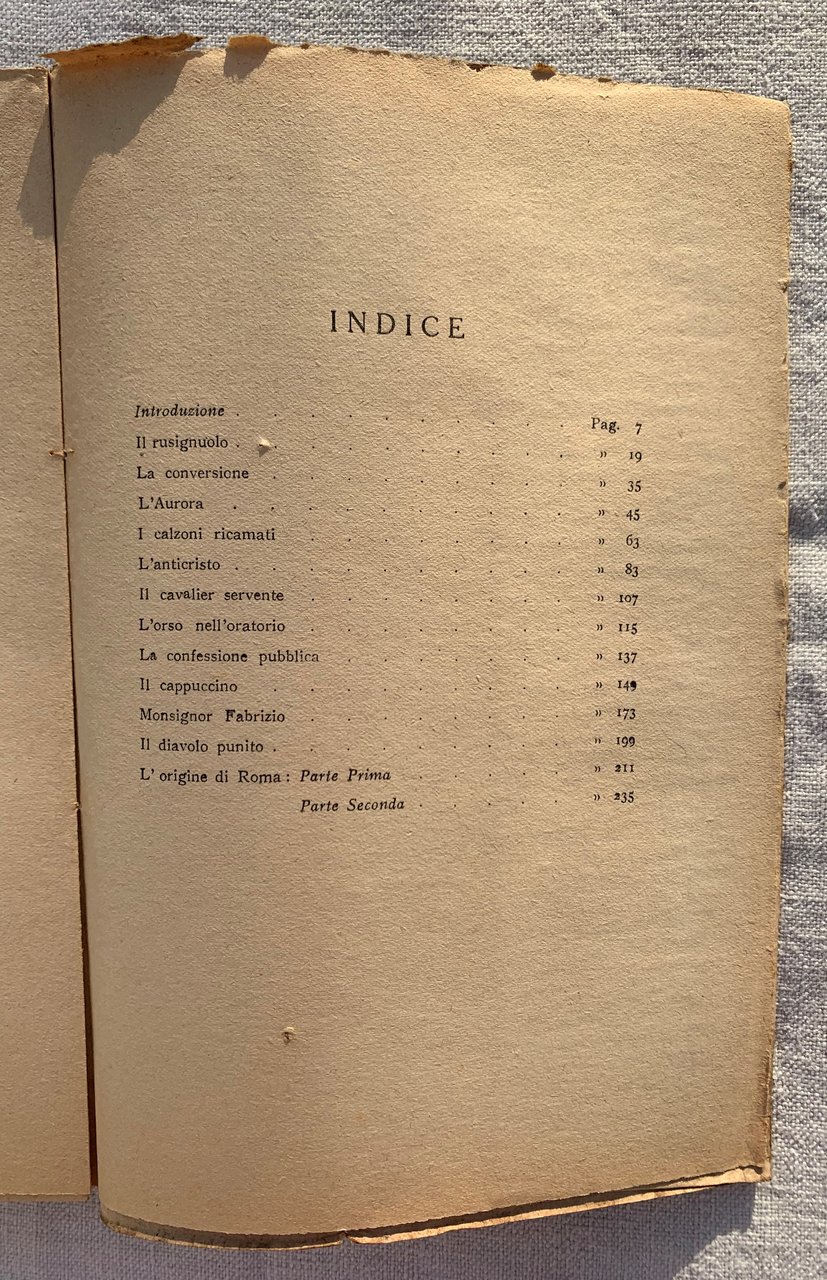 INDICE
Introduzione . . . . . . . . . . Pag. 7
Il rusignuolo . . . . . . . . . . » 19
La conversione . . . . . . . . . » 35
L'Aurora . . . . . . . . . . » 45
I calzoni ricamati . . . . . . . . » 63
L'anticristo . . . . . . . . . . » 83
Il cavalier servente . . . . . . . . » 107
L'orso nell'oratorio . . . . . . . . » 115
La confessione pubblica . . . . . . . » 137
Il cappuccino . . . . . . . . . » 149
Monsignor Fabrizio . . . . . . . . » 173
Il diavolo punito . . . . . . . . . » 199
L'origine di Roma: Parte Prima . . . . . » 211
Parte Seconda . . . . . » 235